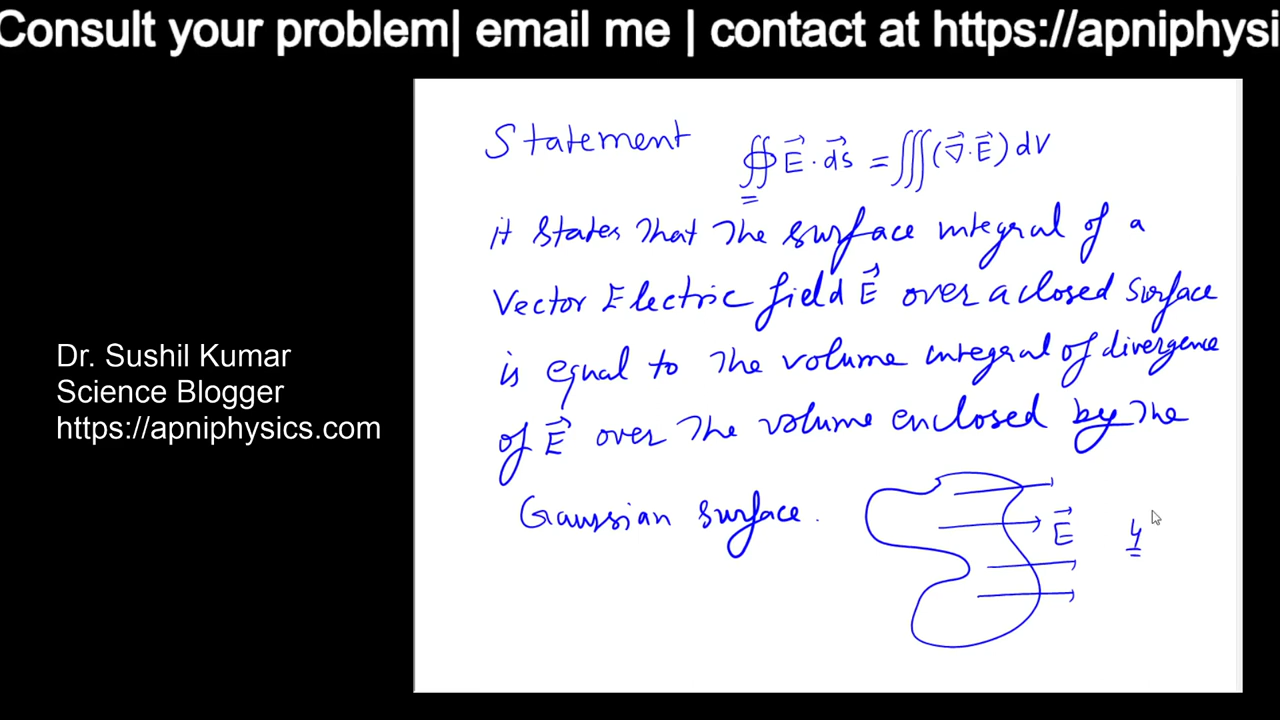 Consult your problem| email me | contact at https://apniphysi
Statement ∯ E⃗ · d⃗s = ∭ (∇⃗ · E⃗) dV
it states that the surface integral of a
Vector Electric field E⃗ over a closed surface
is equal to the volume integral of divergence
of E⃗ over the volume enclosed by the
Gaussian surface.
E⃗
Dr. Sushil Kumar
Science Blogger
https://apniphysics.com